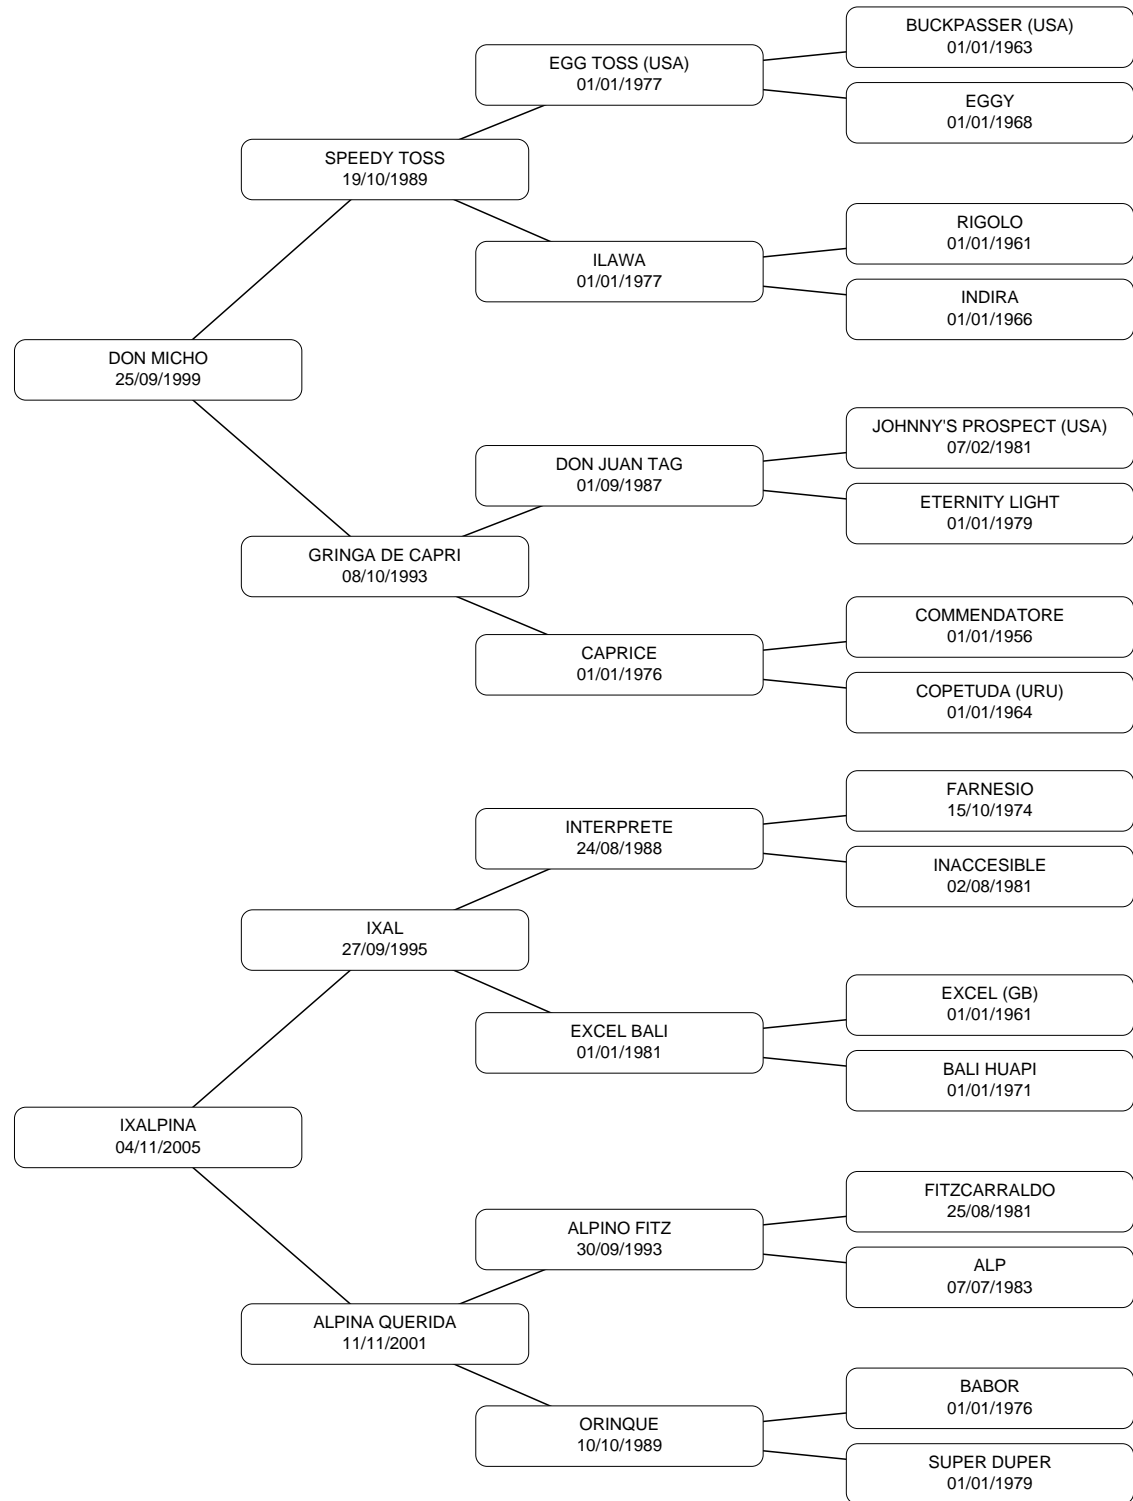 BUCKPASSER (USA)
01/01/1963
EGG TOSS (USA)
01/01/1977
EGGY
01/01/1968
SPEEDY TOSS
19/10/1989
RIGOLO
01/01/1961
ILAWA
01/01/1977
INDIRA
01/01/1966
DON MICHO
25/09/1999
JOHNNY'S PROSPECT (USA)
07/02/1981
DON JUAN TAG
01/09/1987
ETERNITY LIGHT
01/01/1979
GRINGA DE CAPRI
08/10/1993
COMMENDATORE
01/01/1956
CAPRICE
01/01/1976
COPETUDA (URU)
01/01/1964
FARNESIO
15/10/1974
INTERPRETE
24/08/1988
INACCESIBLE
02/08/1981
IXAL
27/09/1995
EXCEL (GB)
01/01/1961
EXCEL BALI
01/01/1981
BALI HUAPI
01/01/1971
IXALPINA
04/11/2005
FITZCARRALDO
25/08/1981
ALPINO FITZ
30/09/1993
ALP
07/07/1983
ALPINA QUERIDA
11/11/2001
BABOR
01/01/1976
ORINQUE
10/10/1989
SUPER DUPER
01/01/1979